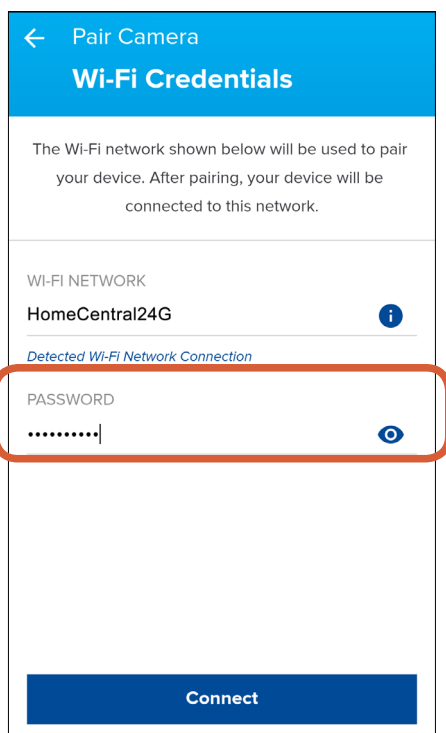 Pair Camera
Wi-Fi Credentials
The Wi-Fi network shown below will be used to pair
your device. After pairing, your device will be
connected to this network.
WI-FI NETWORK
HomeCentral24G
Detected Wi-Fi Network Connection
PASSWORD
••••••••••
Connect